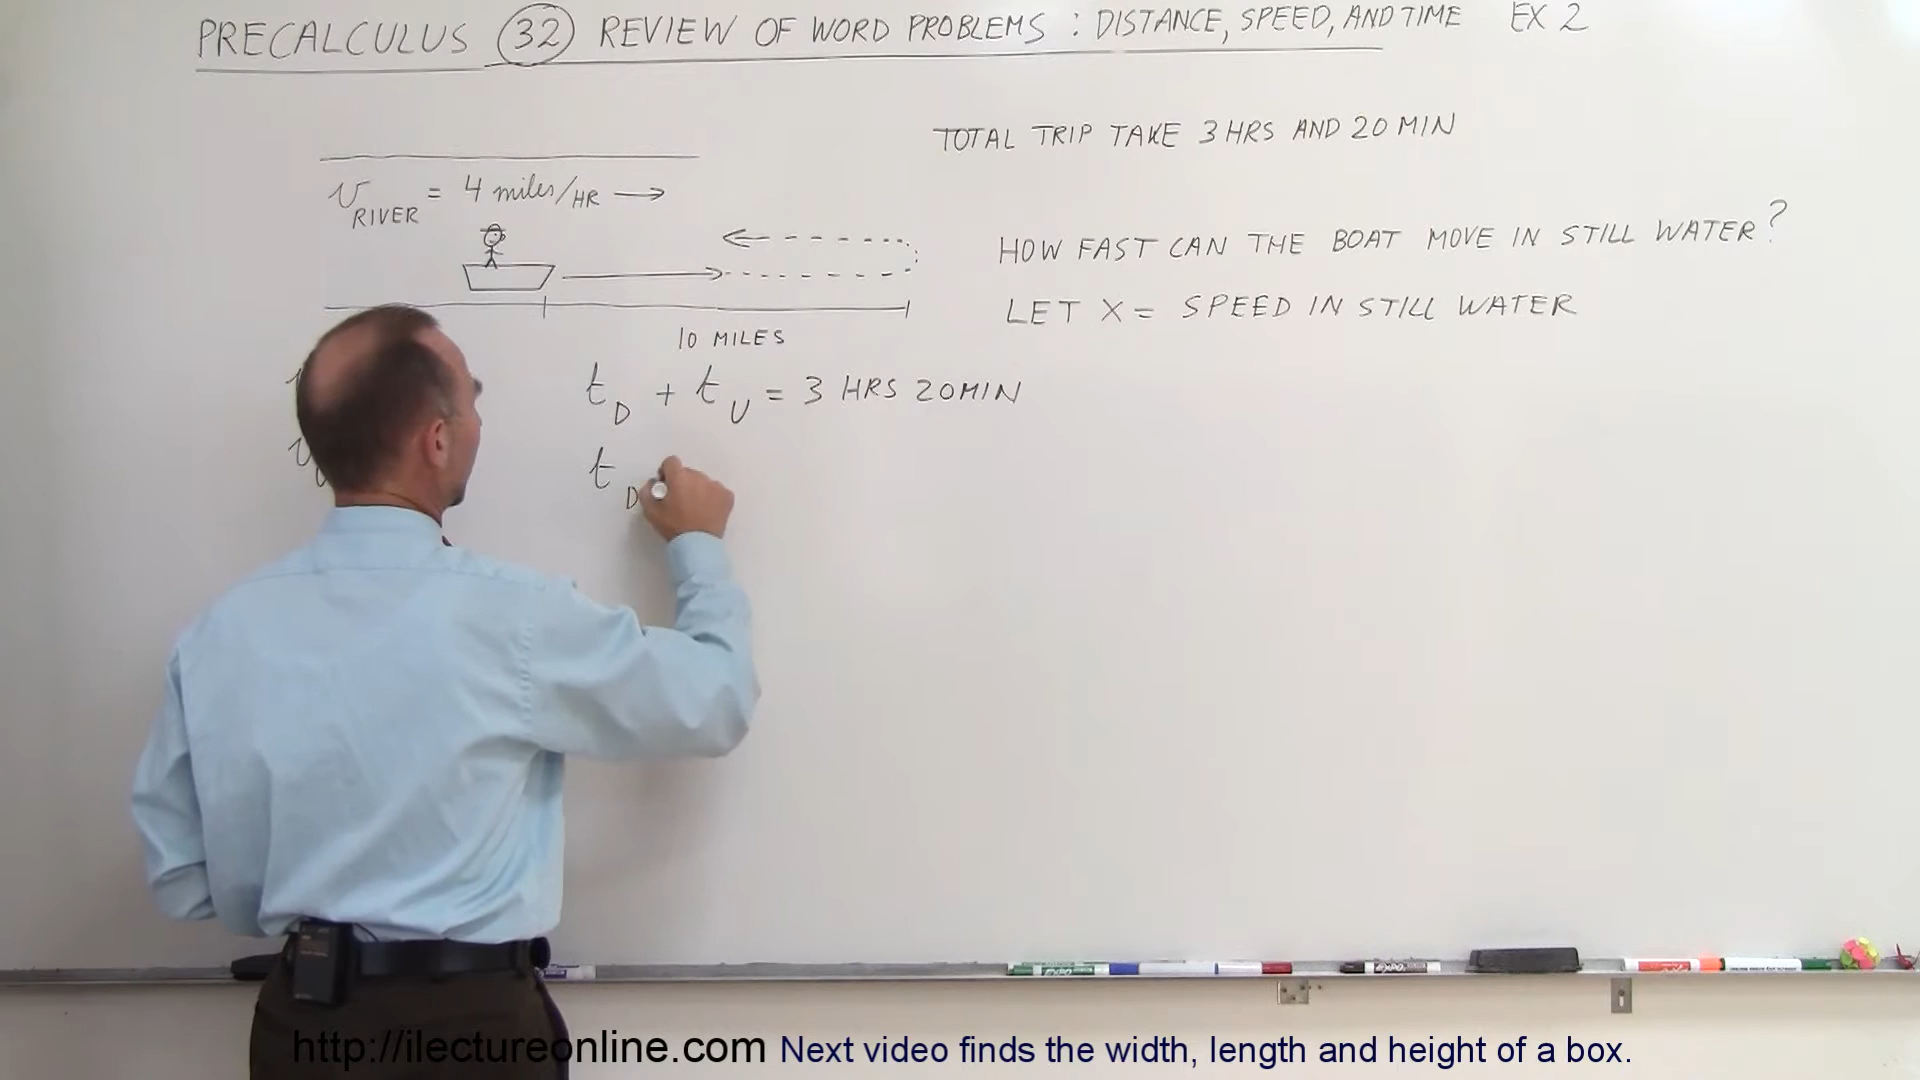 PRECALCULUS 32 REVIEW OF WORD PROBLEMS : DISTANCE, SPEED, AND TIME EX 2
TOTAL TRIP TAKE 3 HRS AND 20 MIN
V RIVER = 4 miles/HR →
HOW FAST CAN THE BOAT MOVE IN STILL WATER?
LET X = SPEED IN STILL WATER
10 MILES
t D + t U = 3 HRS 20 MIN
t D
http://ilectureonline.com Next video finds the width, length and height of a box.